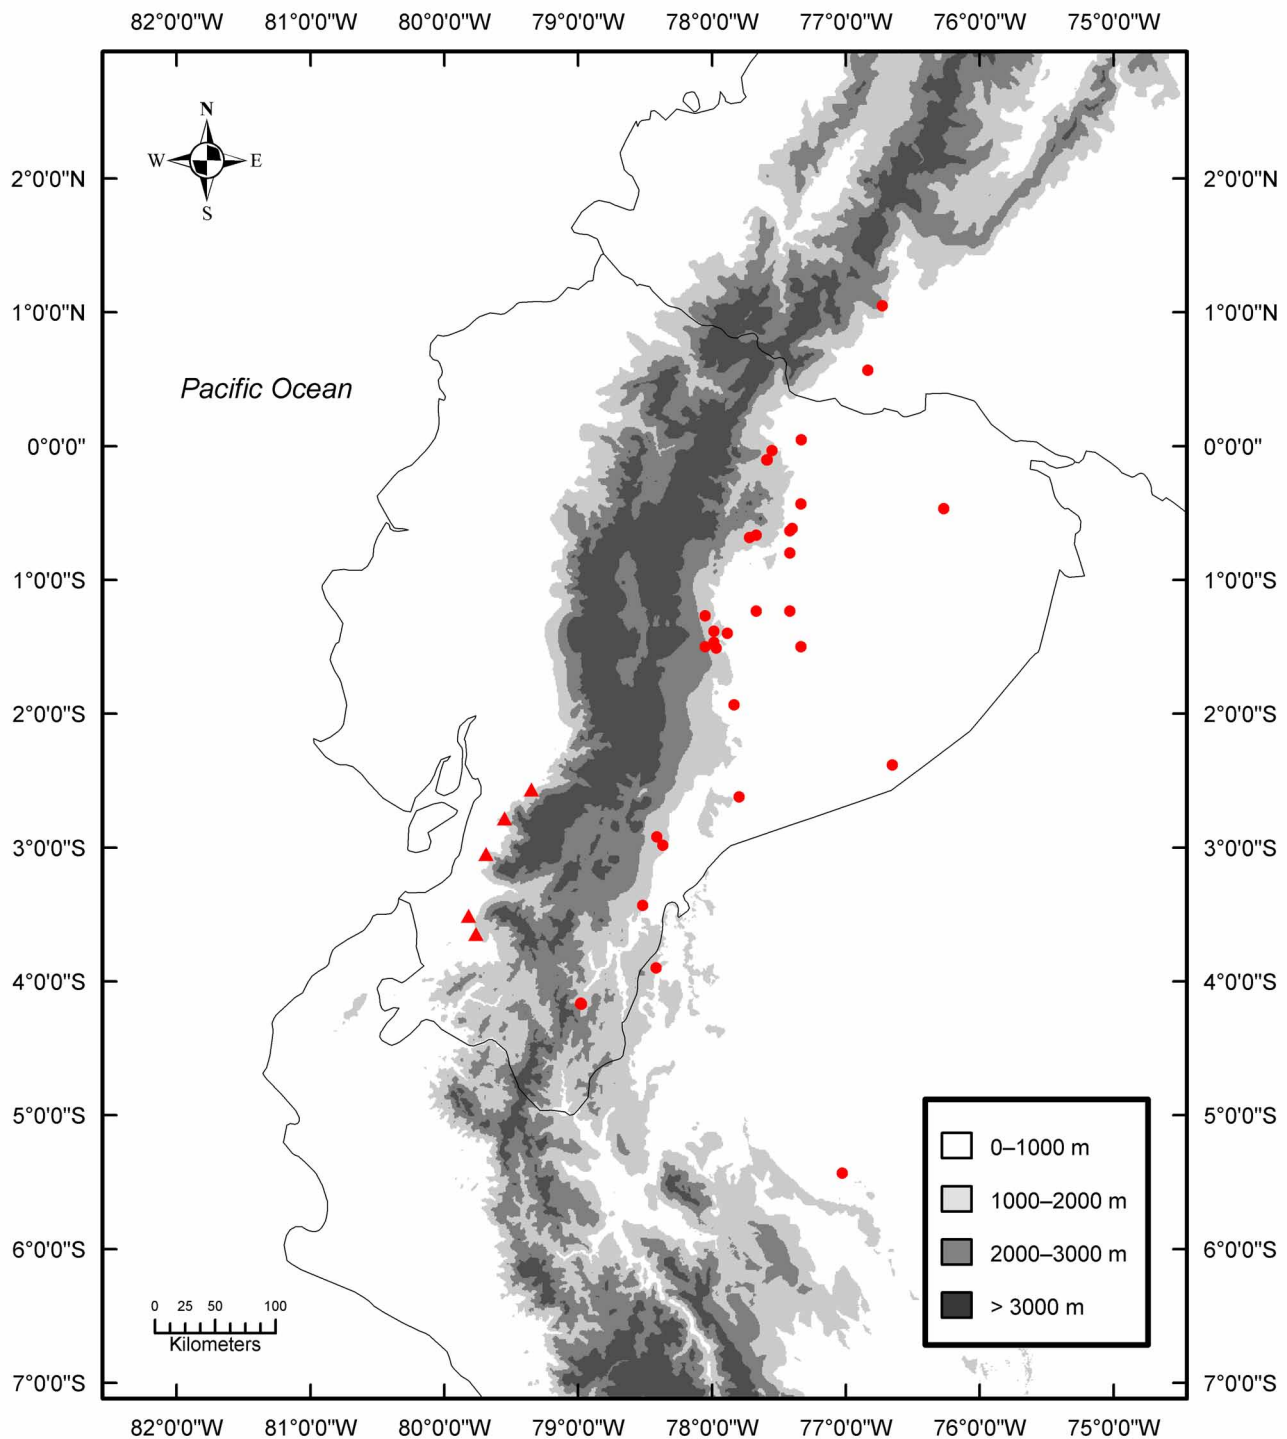 82°0'0"W 81°0'0"W 80°0'0"W 79°0'0"W 78°0'0"W 77°0'0"W 76°0'0"W 75°0'0"W
N
W E
S
2°0'0"N 2°0'0"N
1°0'0"N 1°0'0"N
Pacific Ocean
0°0'0" 0°0'0"
1°0'0"S 1°0'0"S
2°0'0"S 2°0'0"S
3°0'0"S 3°0'0"S
4°0'0"S 4°0'0"S
5°0'0"S 5°0'0"S
0–1000 m
1000–2000 m
6°0'0"S 6°0'0"S
2000–3000 m
> 3000 m
0 25 50 100
Kilometers
7°0'0"S 7°0'0"S
82°0'0"W 81°0'0"W 80°0'0"W 79°0'0"W 78°0'0"W 77°0'0"W 76°0'0"W 75°0'0"W